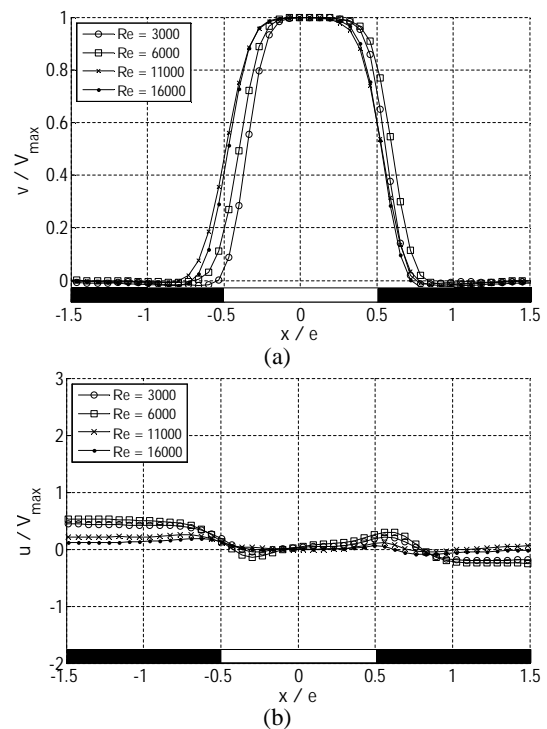 Re = 3000
Re = 6000
Re = 11000
Re = 16000
1
0.8
0.6
0.4
0.2
0
v / V_max
-1.5 -1 -0.5 0 0.5 1 1.5
x / e
(a)
Re = 3000
Re = 6000
Re = 11000
Re = 16000
3
2
1
0
-1
-2
u / V_max
-1.5 -1 -0.5 0 0.5 1 1.5
x / e
(b)